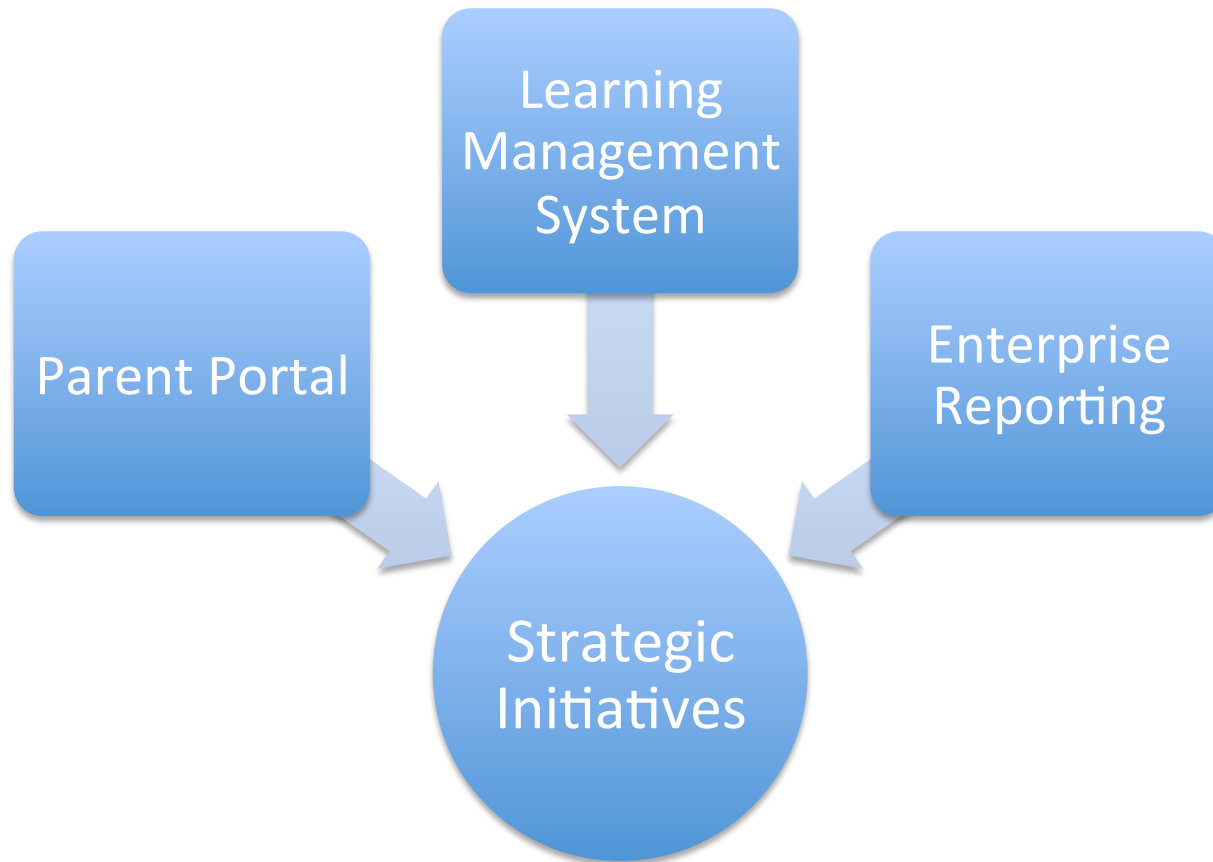 Learning
Management
System
Parent Portal
Enterprise
Reporting
Strategic
Initiatives